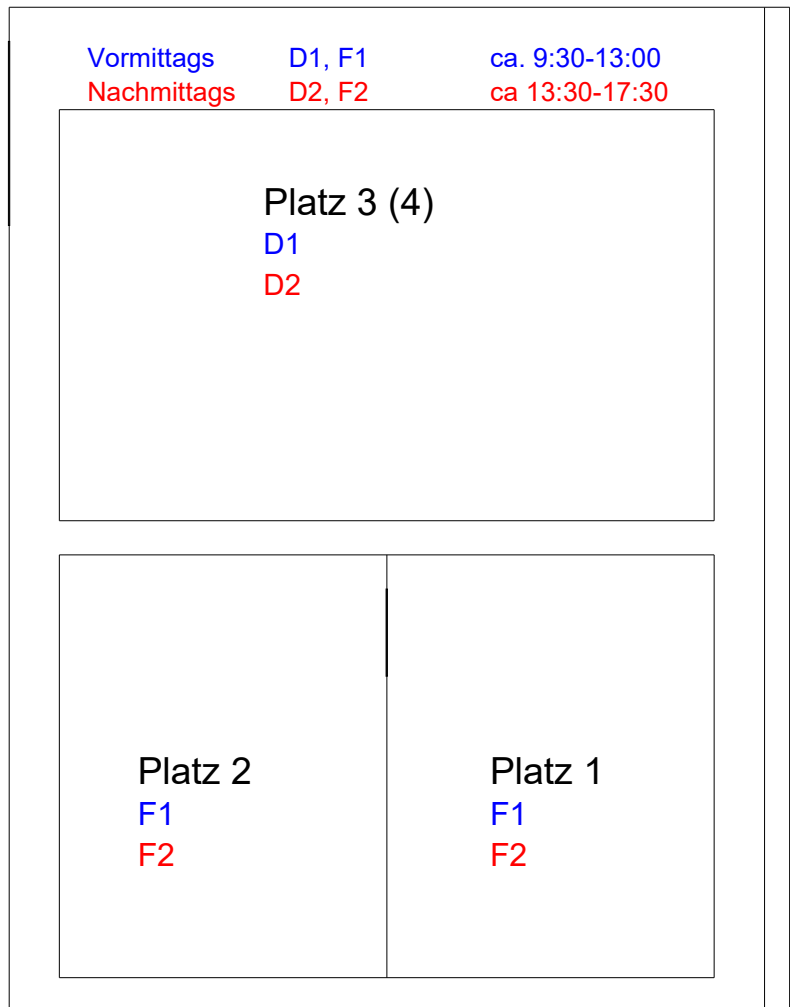 Vormittags D1, F1 ca. 9:30-13:00
Nachmittags D2, F2 ca 13:30-17:30
Platz 3 (4)
D1
D2
Platz 2
F1
F2
Platz 1
F1
F2